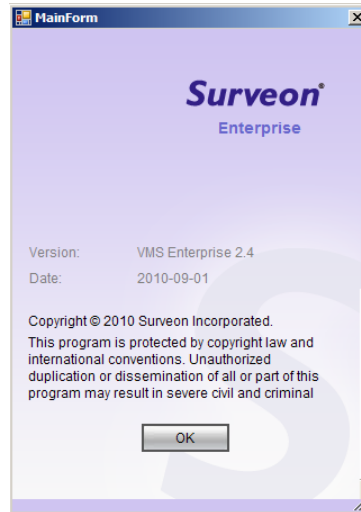 MainForm
Surveon®
Enterprise
Version: VMS Enterprise 2.4
Date: 2010-09-01
Copyright © 2010 Surveon Incorporated.
This program is protected by copyright law and
international conventions. Unauthorized
duplication or dissemination of all or part of this
program may result in severe civil and criminal
OK